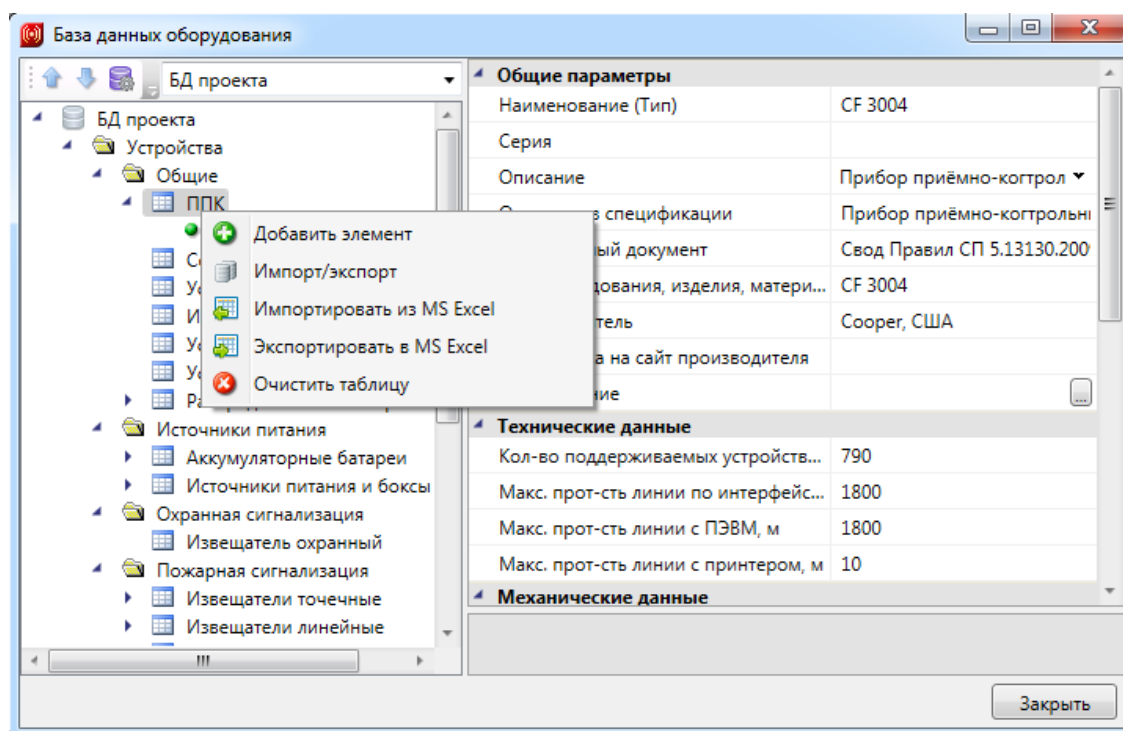 База данных оборудования
БД проекта
БД проекта
Устройства
Общие
ППК
Добавить элемент
Импорт/экспорт
Импортировать из MS Excel
Экспортировать в MS Excel
Очистить таблицу
Источники питания
Аккумуляторные батареи
Источники питания и боксы
Охранная сигнализация
Извещатель охранный
Пожарная сигнализация
Извещатели точечные
Извещатели линейные
Общие параметры
Наименование (Тип) CF 3004
Серия
Описание Прибор приёмно-когтрол
спецификации Прибор приёмно-когтрольны
документ Свод Правил СП 5.13130.200
изделия, матери... CF 3004
Cooper, США
на сайт производителя
...
Технические данные
Кол-во поддерживаемых устройств... 790
Макс. прот-сть линии по интерфейс... 1800
Макс. прот-сть линии с ПЭВМ, м 1800
Макс. прот-сть линии с принтером, м 10
Механические данные
Закрыть